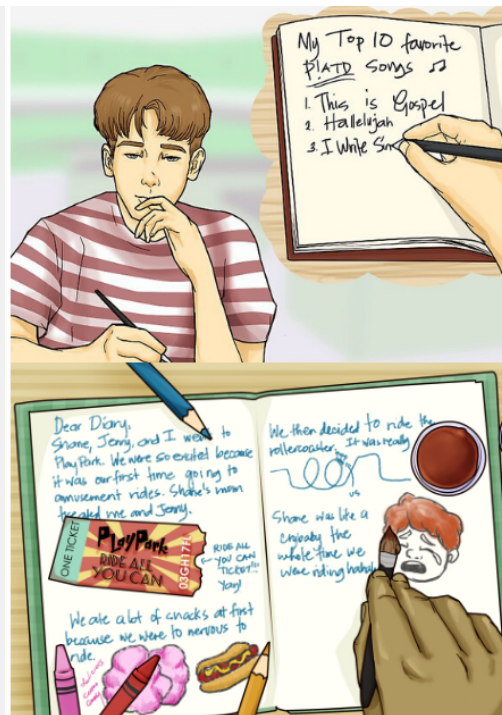 My Top 10 favorite
P!ATD Songs ♫
1. This is Gospel
2. Hallelujah
3. I Write Sin
Dear Diary,
Shane, Jenny, and I went to
PlayPark. We were so excited because
it was our first time going to
amusement rides. Shane's mom
treated me and Jenny.
ONE TICKET
PlayPark
RIDE ALL
YOU CAN
03GH17FL
RIDE ALL
YOU CAN
TICKET!!!
Yay!
We ate a lot of snacks at first
because we were to nervous to
ride.
We then decided to ride the
rollercoaster. It was really
US
Shane was like a
crybaby the
whole time we
were riding hahah